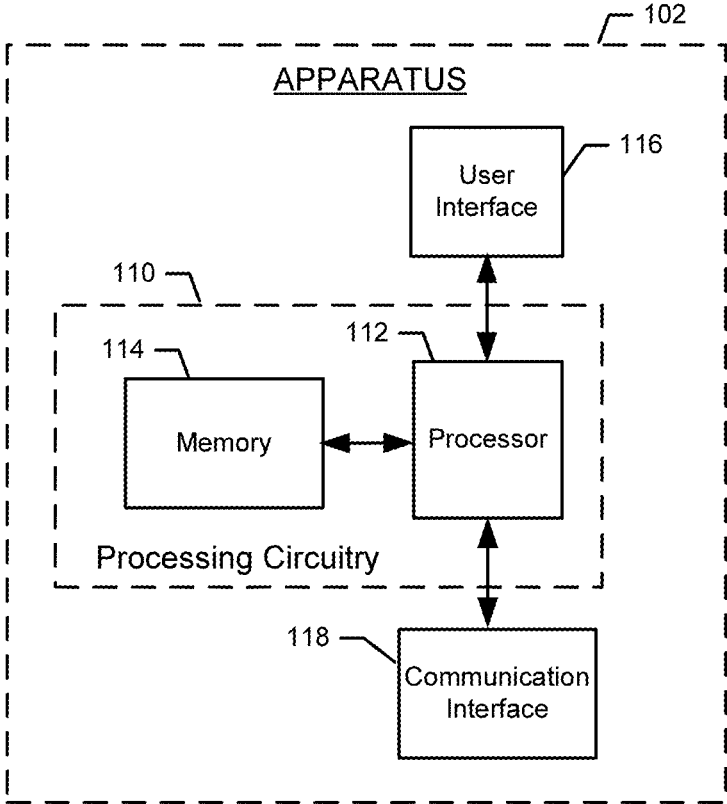 102
APPARATUS
User
Interface
116
110
112
114
Memory
Processor
Processing Circuitry
118
Communication
Interface